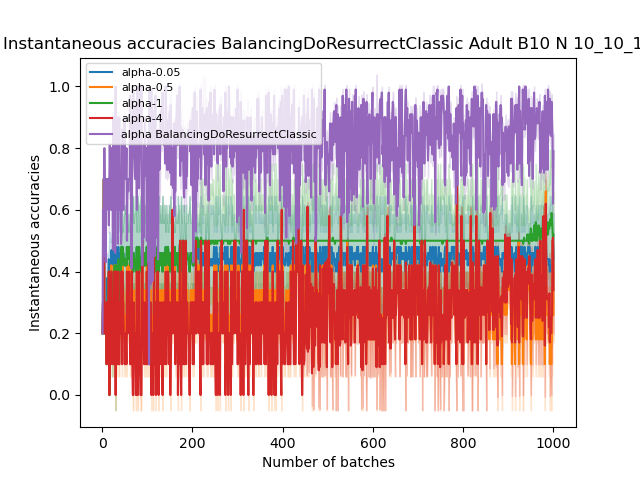 Instantaneous accuracies BalancingDoResurrectClassic Adult B10 N 10_10_1
alpha-0.05
alpha-0.5
alpha-1
alpha-4
alpha BalancingDoResurrectClassic
Instantaneous accuracies
1.0
0.8
0.6
0.4
0.2
0.0
0
200
400
600
800
1000
Number of batches